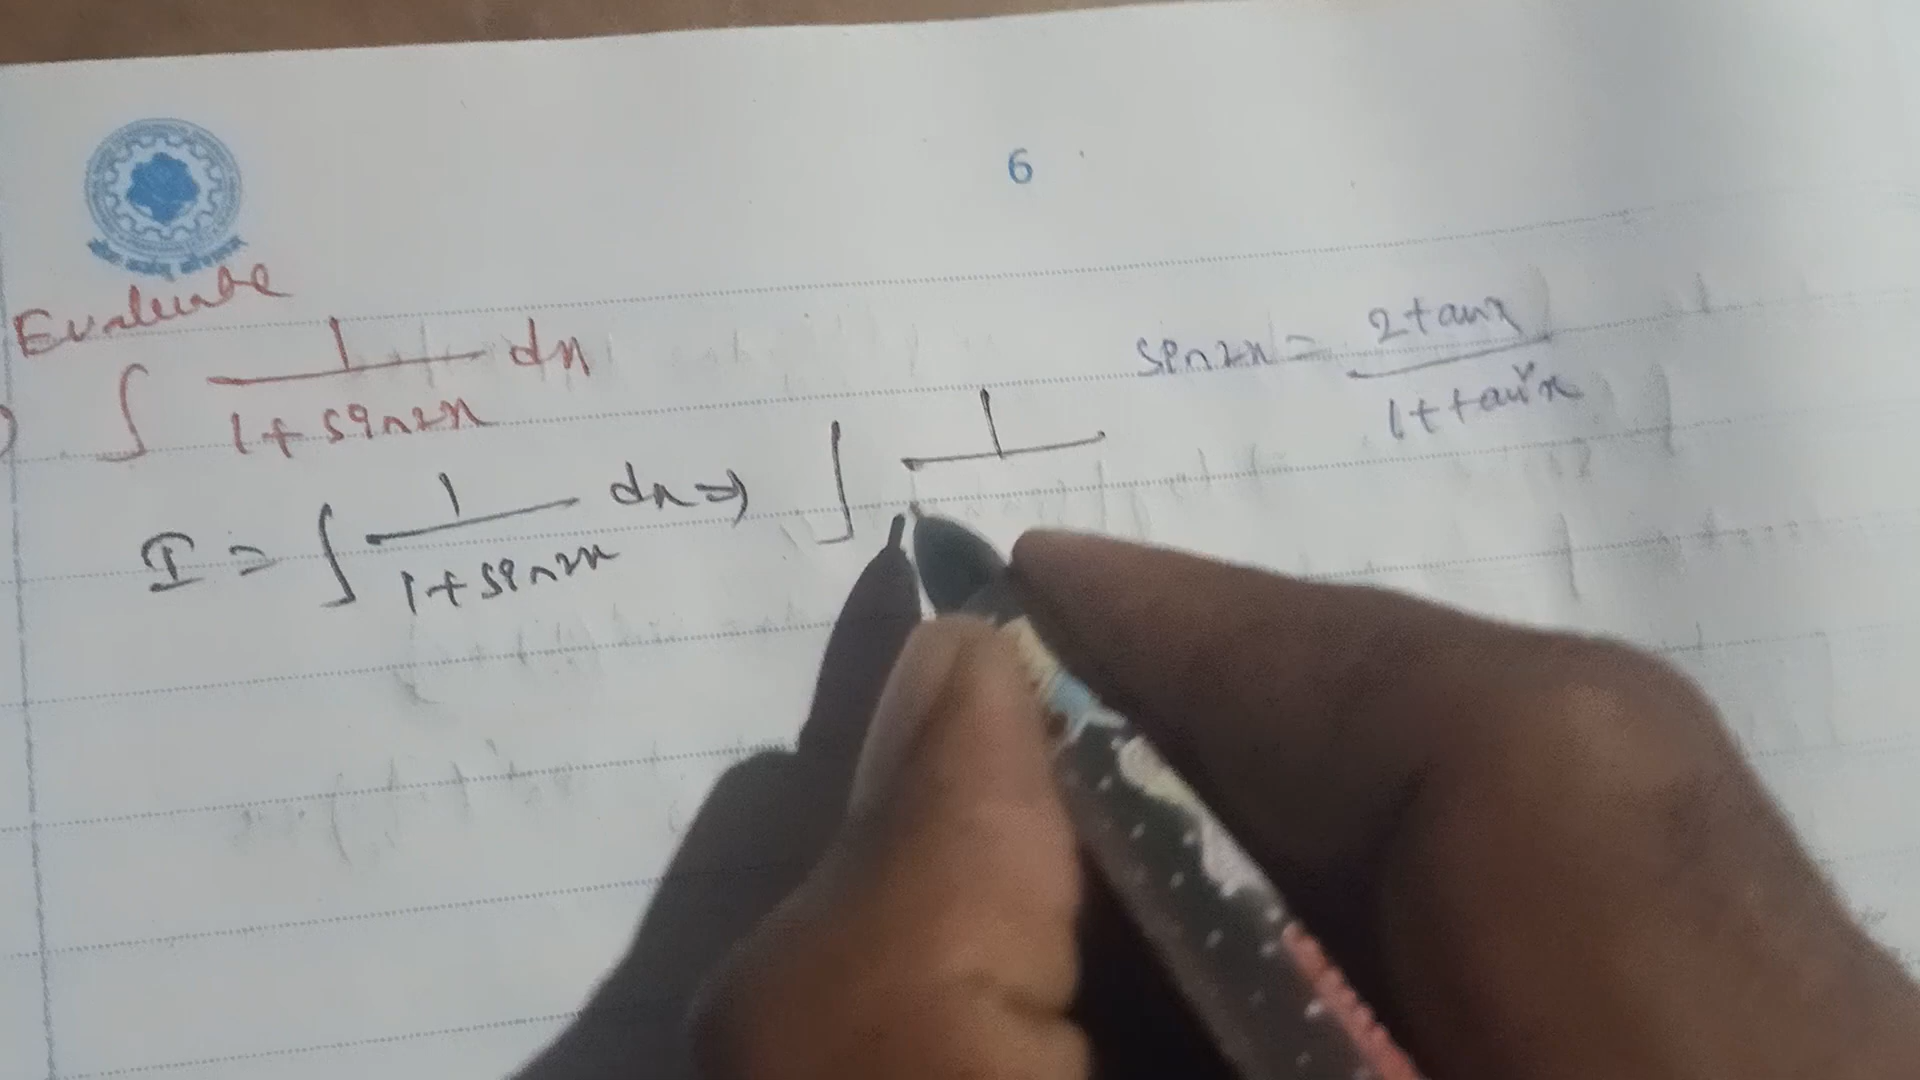 6
Evaluate
∫ 1/(1+sin2x) dx
sin2x = 2tanx/(1+tan²x)
I = ∫ 1/(1+sin2x) dx ⇒ ∫ 1/